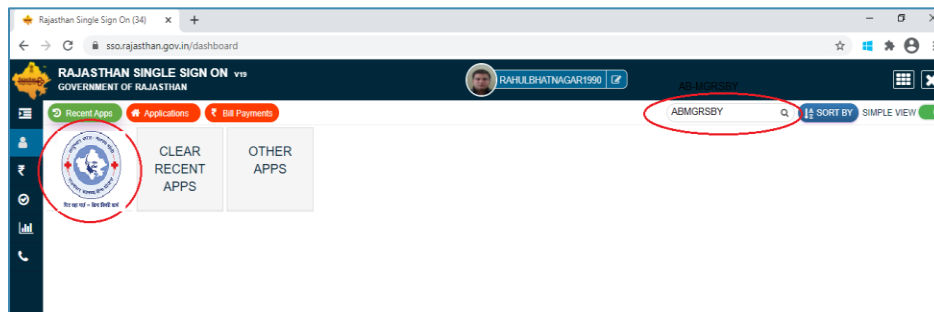 Rajasthan Single Sign On (34)
sso.rajasthan.gov.in/dashboard
RAJASTHAN SINGLE SIGN ON V19
GOVERNMENT OF RAJASTHAN
RAHULBHATNAGAR1990
AB-MGRSBY
Recent Apps
Applications
₹ Bill Payments
ABMGRSBY
SORT BY
SIMPLE VIEW
CLEAR
RECENT
APPS
OTHER
APPS